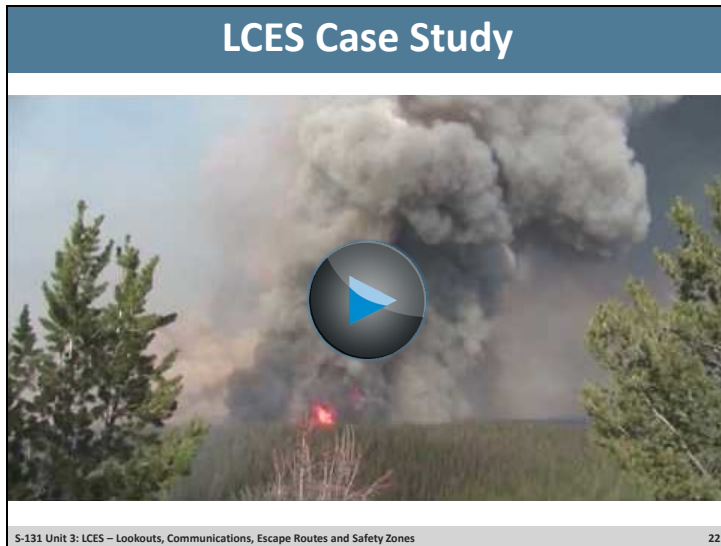 LCES Case Study
S-131 Unit 3: LCES – Lookouts, Communications, Escape Routes and Safety Zones 22